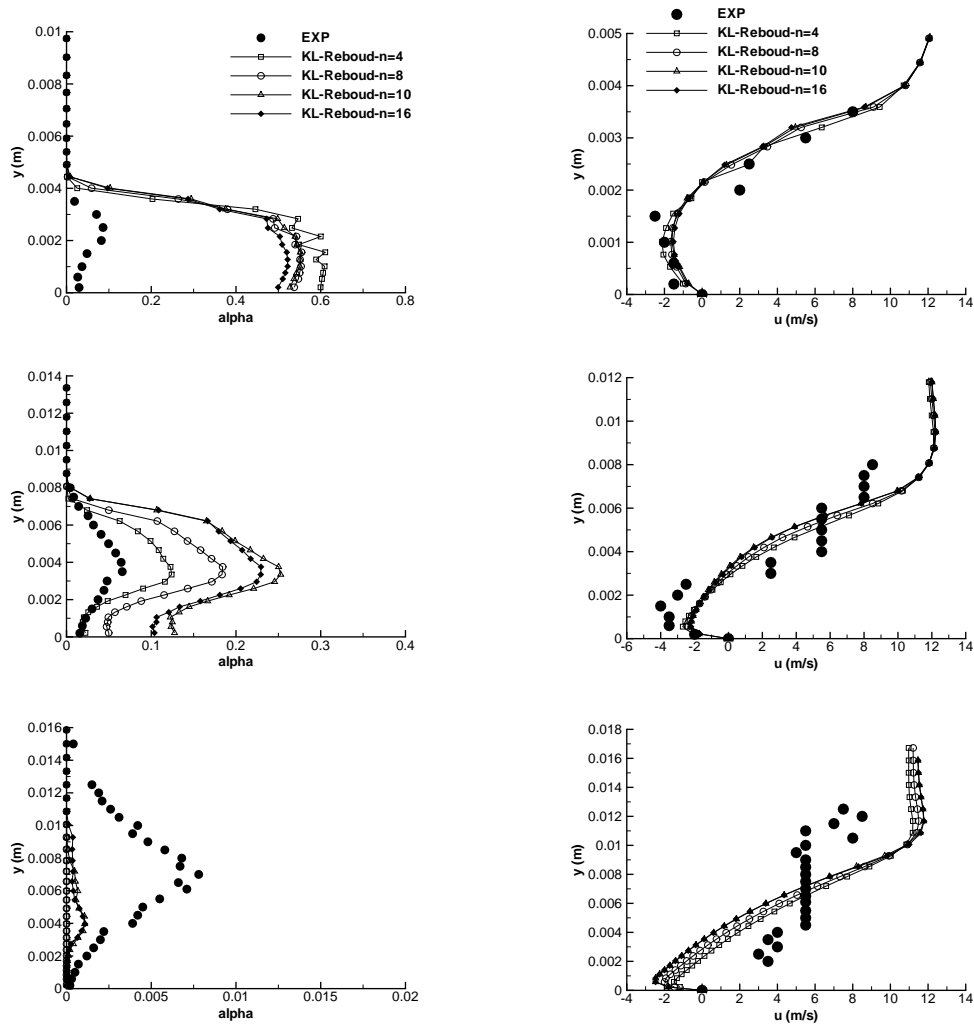 EXP
KL-Reboud-n=4
KL-Reboud-n=8
KL-Reboud-n=10
KL-Reboud-n=16
y (m)
0.01
0.008
0.006
0.004
0.002
0
0 0.2 0.4 0.6 0.8
alpha
EXP
KL-Reboud-n=4
KL-Reboud-n=8
KL-Reboud-n=10
KL-Reboud-n=16
y (m)
0.005
0.004
0.003
0.002
0.001
0
-4 -2 0 2 4 6 8 10 12 14
u (m/s)
y (m)
0.014
0.012
0.01
0.008
0.006
0.004
0.002
0
0 0.1 0.2 0.3 0.4
alpha
y (m)
0.012
0.01
0.008
0.006
0.004
0.002
0
-6 -4 -2 0 2 4 6 8 10 12 14
u (m/s)
y (m)
0.016
0.014
0.012
0.01
0.008
0.006
0.004
0.002
0
0 0.005 0.01 0.015 0.02
alpha
y (m)
0.018
0.016
0.014
0.012
0.01
0.008
0.006
0.004
0.002
0
-4 -2 0 2 4 6 8 10 12 14
u (m/s)